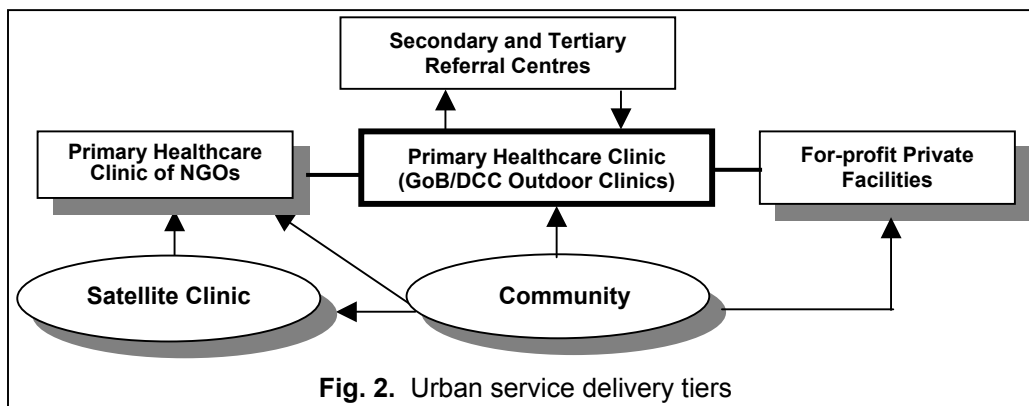 Secondary and Tertiary
Referral Centres
Primary Healthcare
Clinic of NGOs
Primary Healthcare Clinic
(GoB/DCC Outdoor Clinics)
For-profit Private
Facilities
Satellite Clinic
Community
Fig. 2. Urban service delivery tiers